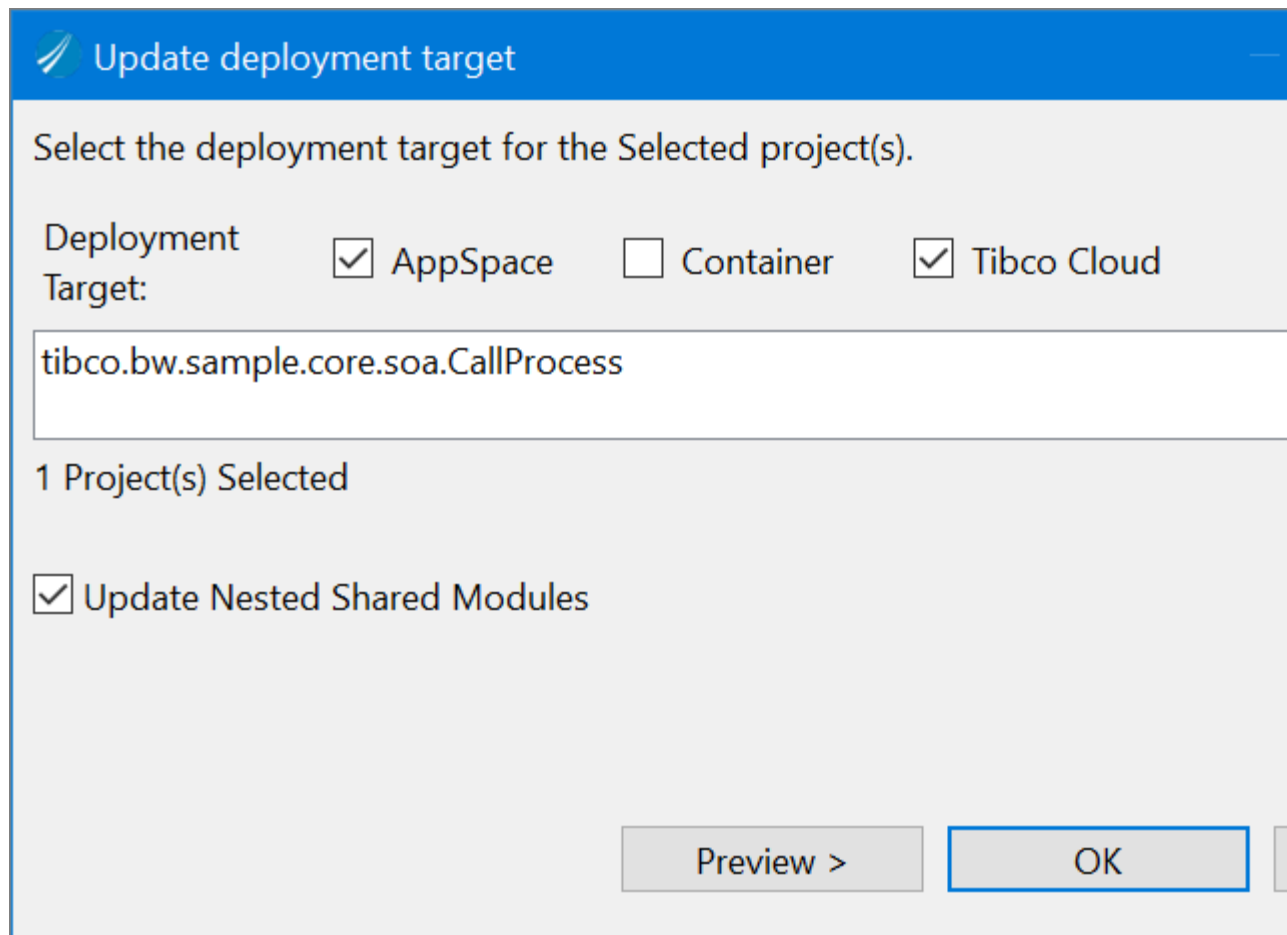 Update deployment target
Select the deployment target for the Selected project(s).
Deployment
Target:
AppSpace
Container
Tibco Cloud
tibco.bw.sample.core.soa.CallProcess
1 Project(s) Selected
Update Nested Shared Modules
Preview >
OK